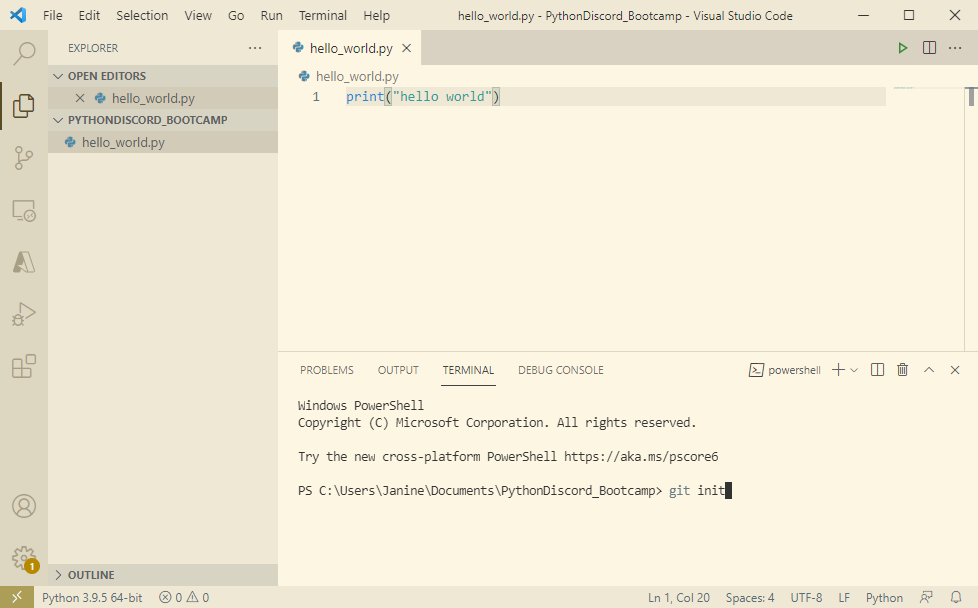 File Edit Selection View Go Run Terminal Help hello_world.py - PythonDiscord_Bootcamp - Visual Studio Code
EXPLORER
OPEN EDITORS
hello_world.py
PYTHONDISCORD_BOOTCAMP
hello_world.py
OUTLINE
hello_world.py
hello_world.py
1 print("hello world")
PROBLEMS OUTPUT TERMINAL DEBUG CONSOLE powershell
Windows PowerShell
Copyright (C) Microsoft Corporation. All rights reserved.
Try the new cross-platform PowerShell https://aka.ms/pscore6
PS C:\Users\Janine\Documents\PythonDiscord_Bootcamp> git init
1
Python 3.9.5 64-bit 0 0 Ln 1, Col 20 Spaces: 4 UTF-8 LF Python